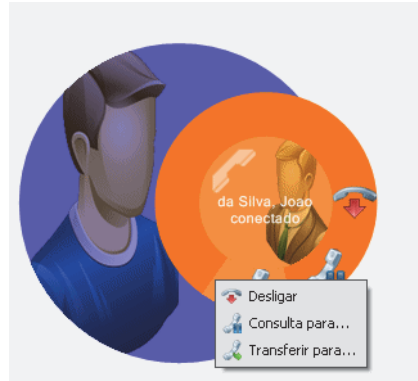 da Silva, Joao
conectado
Desligar
Consulta para...
Transferir para...